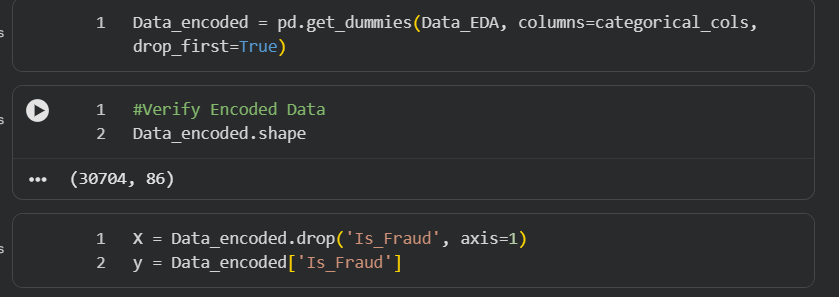 1 Data_encoded = pd.get_dummies(Data_EDA, columns=categorical_cols,
drop_first=True)
1 #Verify Encoded Data
2 Data_encoded.shape
••• (30704, 86)
1 X = Data_encoded.drop('Is_Fraud', axis=1)
2 y = Data_encoded['Is_Fraud']